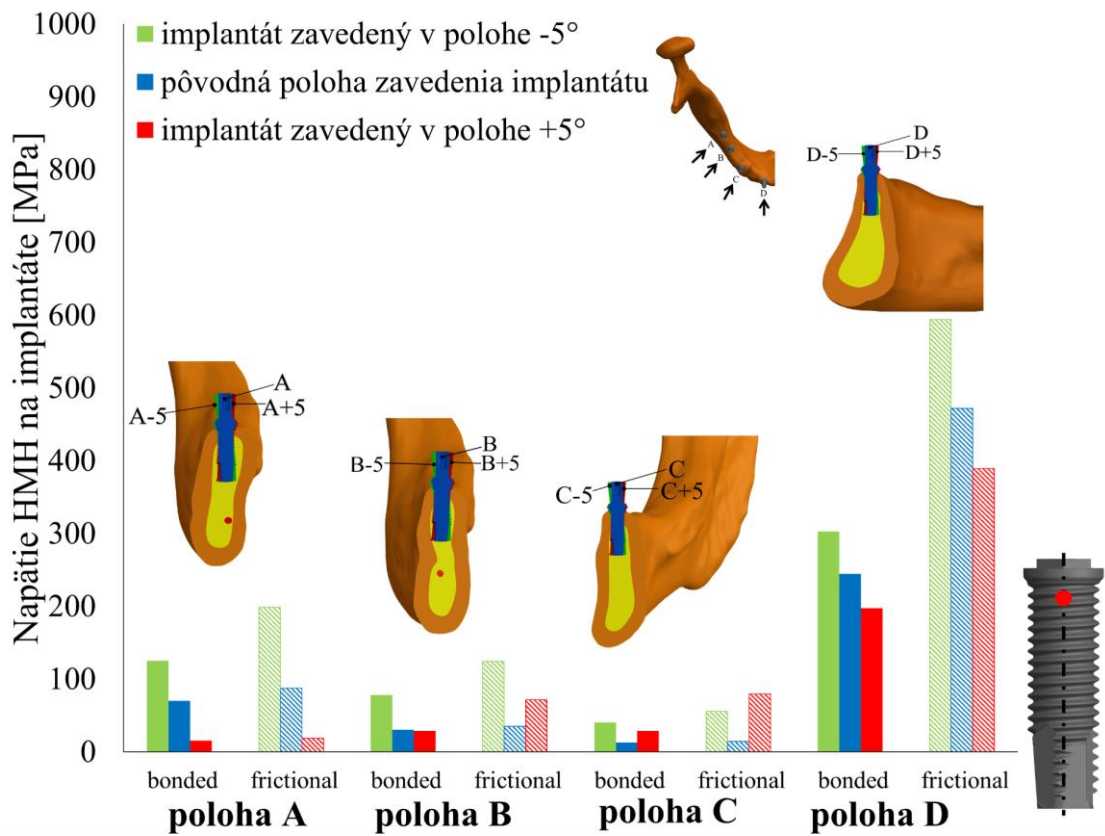 Napätie HMH na implantáte [MPa]
1000
900
800
700
600
500
400
300
200
100
0
implantát zavedený v polohe -5°
pôvodná poloha zavedenia implantátu
implantát zavedený v polohe +5°
A
B
C
D
D
D-5
D+5
A
A-5
A+5
B
B-5
B+5
C
C-5
C+5
bonded frictional bonded frictional bonded frictional bonded frictional
poloha A poloha B poloha C poloha D